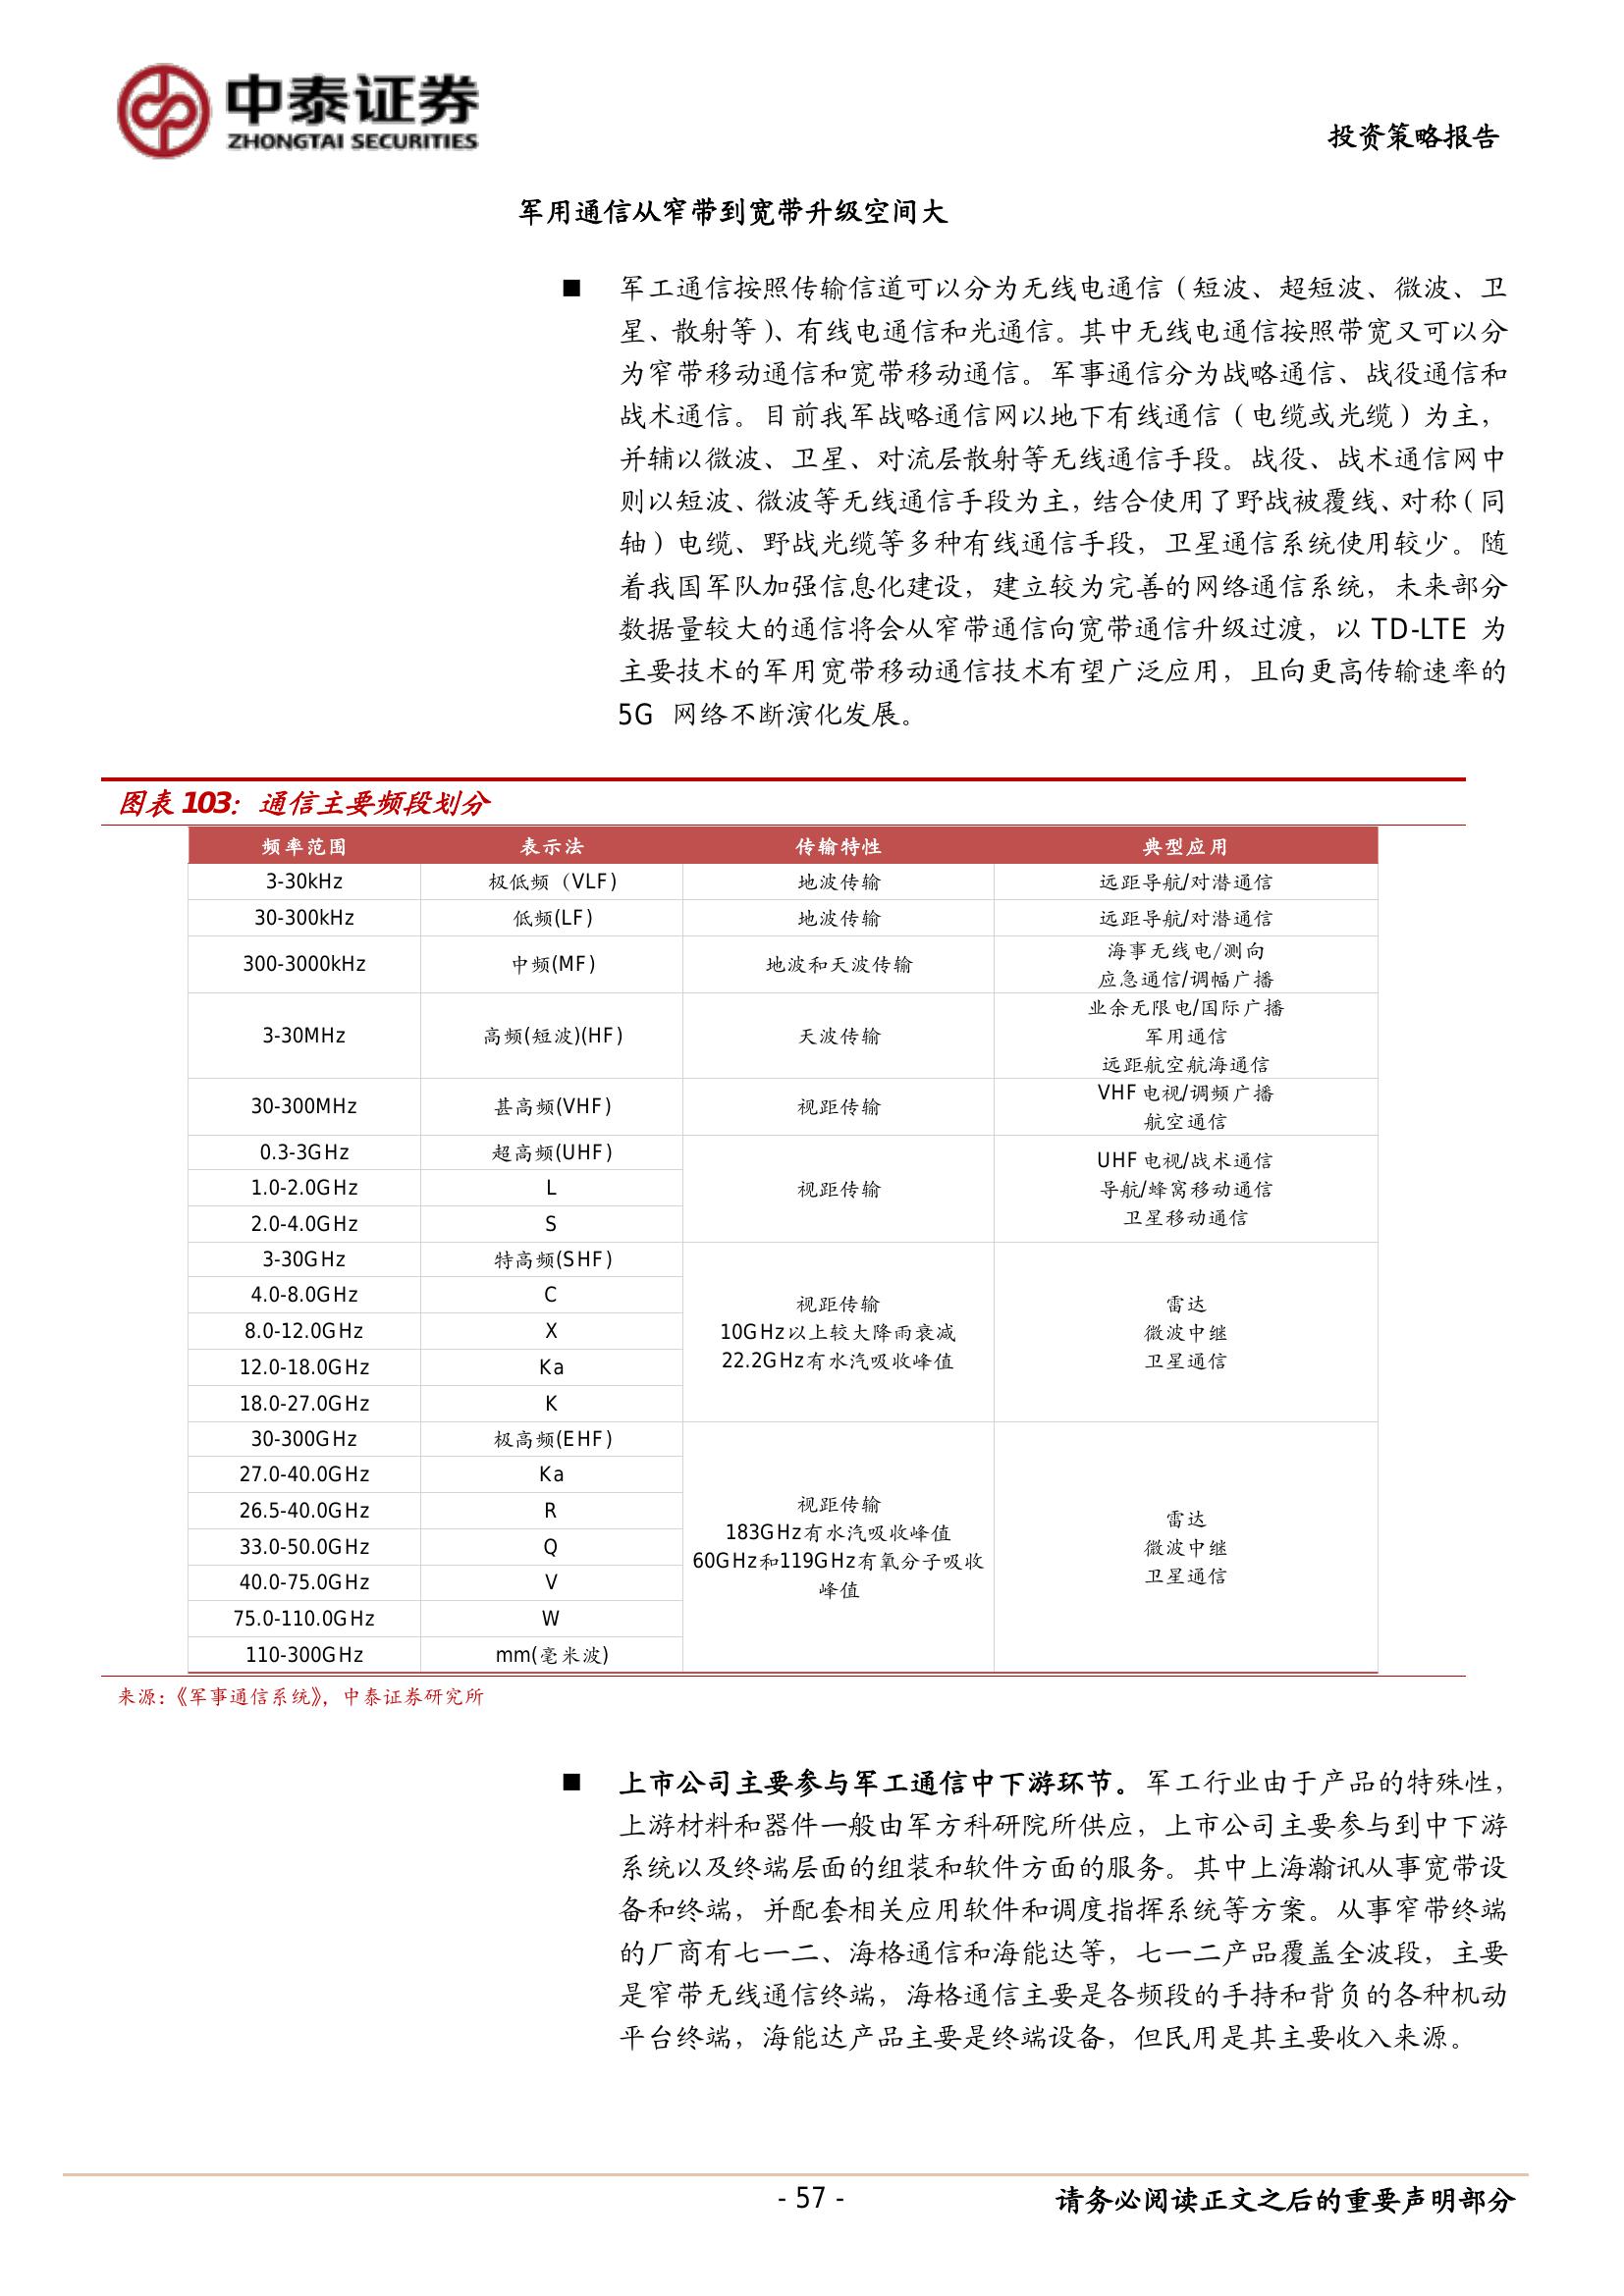 中泰证券
ZHONGTAI SECURITIES
投资策略报告
军用通信从窄带到宽带升级空间大
■ 军工通信按照传输信道可以分为无线电通信（短波、超短波、微波、卫
星、散射等）、有线电通信和光通信。其中无线电通信按照带宽又可以分
为窄带移动通信和宽带移动通信。军事通信分为战略通信、战役通信和
战术通信。目前我军战略通信网以地下有线通信（电缆或光缆）为主，
并辅以微波、卫星、对流层散射等无线通信手段。战役、战术通信网中
则以短波、微波等无线通信手段为主，结合使用了野战被覆线、对称（同
轴）电缆、野战光缆等多种有线通信手段，卫星通信系统使用较少。随
着我国军队加强信息化建设，建立较为完善的网络通信系统，未来部分
数据量较大的通信将会从窄带通信向宽带通信升级过渡，以 TD-LTE 为
主要技术的军用宽带移动通信技术有望广泛应用，且向更高传输速率的
5G 网络不断演化发展。
图表 103：通信主要频段划分
频率范围 表示法 传输特性 典型应用
3-30kHz 极低频（VLF) 地波传输 远距导航/对潜通信
30-300kHz 低频(LF) 地波传输 远距导航/对潜通信
300-3000kHz 中频(MF) 地波和天波传输 海事无线电/测向
应急通信/调幅广播
3-30MHz 高频(短波)(HF) 天波传输 业余无限电/国际广播
军用通信
远距航空航海通信
30-300MHz 甚高频(VHF) 视距传输 VHF电视/调频广播
航空通信
0.3-3GHz 超高频(UHF)
1.0-2.0GHz L
2.0-4.0GHz S
视距传输
UHF电视/战术通信
导航/蜂窝移动通信
卫星移动通信
3-30GHz 特高频(SHF)
4.0-8.0GHz C
8.0-12.0GHz X
12.0-18.0GHz Ka
18.0-27.0GHz K
视距传输
10GHz以上较大降雨衰减
22.2GHz有水汽吸收峰值
雷达
微波中继
卫星通信
30-300GHz 极高频(EHF)
27.0-40.0GHz Ka
26.5-40.0GHz R
33.0-50.0GHz Q
40.0-75.0GHz V
75.0-110.0GHz W
110-300GHz mm(毫米波)
视距传输
183GHz有水汽吸收峰值
60GHz和119GHz有氧分子吸收
峰值
雷达
微波中继
卫星通信
来源：《军事通信系统》，中泰证券研究所
■ 上市公司主要参与军工通信中下游环节。军工行业由于产品的特殊性，
上游材料和器件一般由军方科研院所供应，上市公司主要参与到中下游
系统以及终端层面的组装和软件方面的服务。其中上海瀚讯从事宽带设
备和终端，并配套相关应用软件和调度指挥系统等方案。从事窄带终端
的厂商有七一二、海格通信和海能达等，七一二产品覆盖全波段，主要
是窄带无线通信终端，海格通信主要是各频段的手持和背负的各种机动
平台终端，海能达产品主要是终端设备，但民用是其主要收入来源。
- 57 -
请务必阅读正文之后的重要声明部分